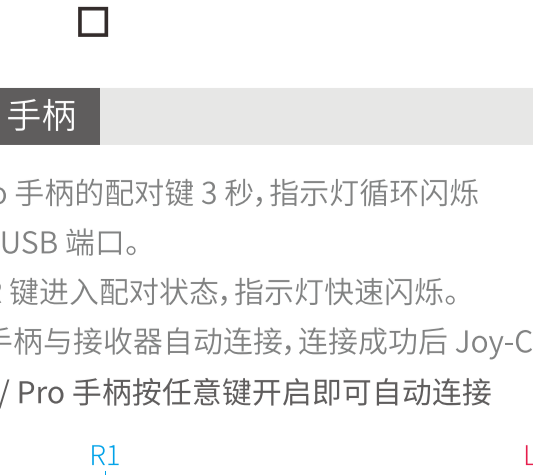 手柄
o 手柄的配对键 3 秒，指示灯循环闪烁
USB 端口。
键进入配对状态，指示灯快速闪烁。
手柄与接收器自动连接，连接成功后 Joy-C
/ Pro 手柄按任意键开启即可自动连接
R1
L